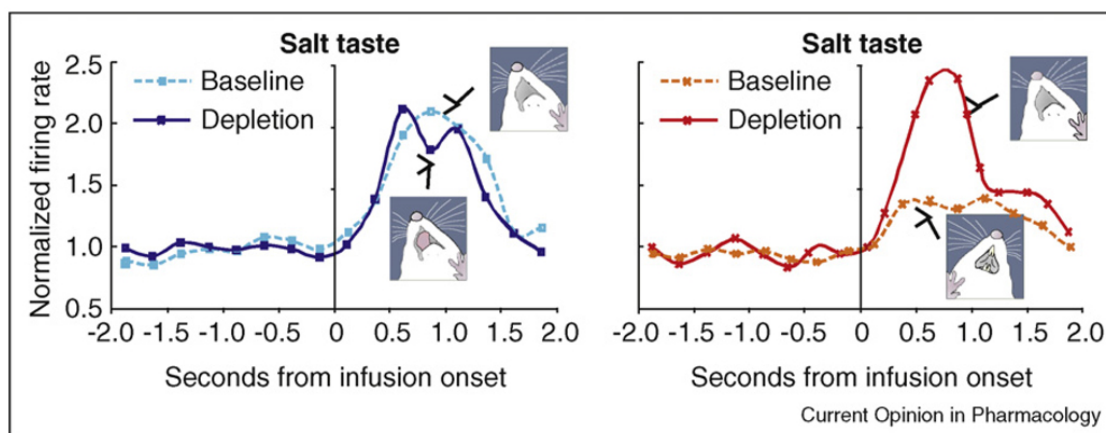 Salt taste
Baseline
Depletion
Normalized firing rate
2.5
2.0
1.5
1.0
0.5
-2.0 -1.5 -1.0 -0.5 0 0.5 1.0 1.5 2.0
Seconds from infusion onset
Salt taste
Baseline
Depletion
-2.0 -1.5 -1.0 -0.5 0 0.5 1.0 1.5 2.0
Seconds from infusion onset
Current Opinion in Pharmacology